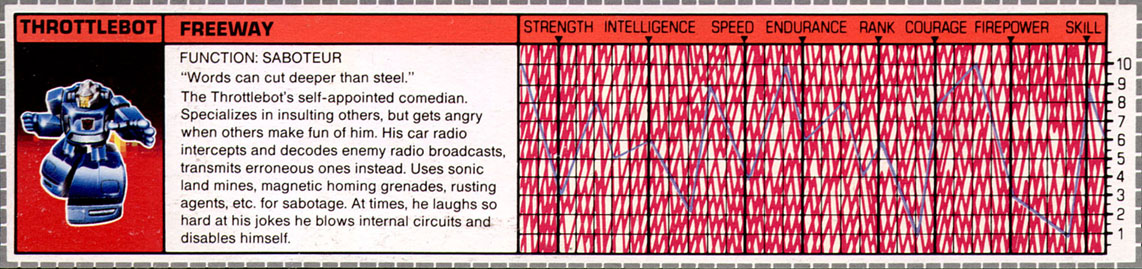 THROTTLEBOT
FREEWAY
STRENGTH INTELLIGENCE SPEED ENDURANCE RANK COURAGE FIREPOWER SKILL
FUNCTION: SABOTEUR
“Words can cut deeper than steel.”
The Throttlebot's self-appointed comedian.
Specializes in insulting others, but gets angry
when others make fun of him. His car radio
intercepts and decodes enemy radio broadcasts,
transmits erroneous ones instead. Uses sonic
land mines, magnetic homing grenades, rusting
agents, etc. for sabotage. At times, he laughs so
hard at his jokes he blows internal circuits and
disables himself.
10
9
8
7
6
5
4
3
2
1